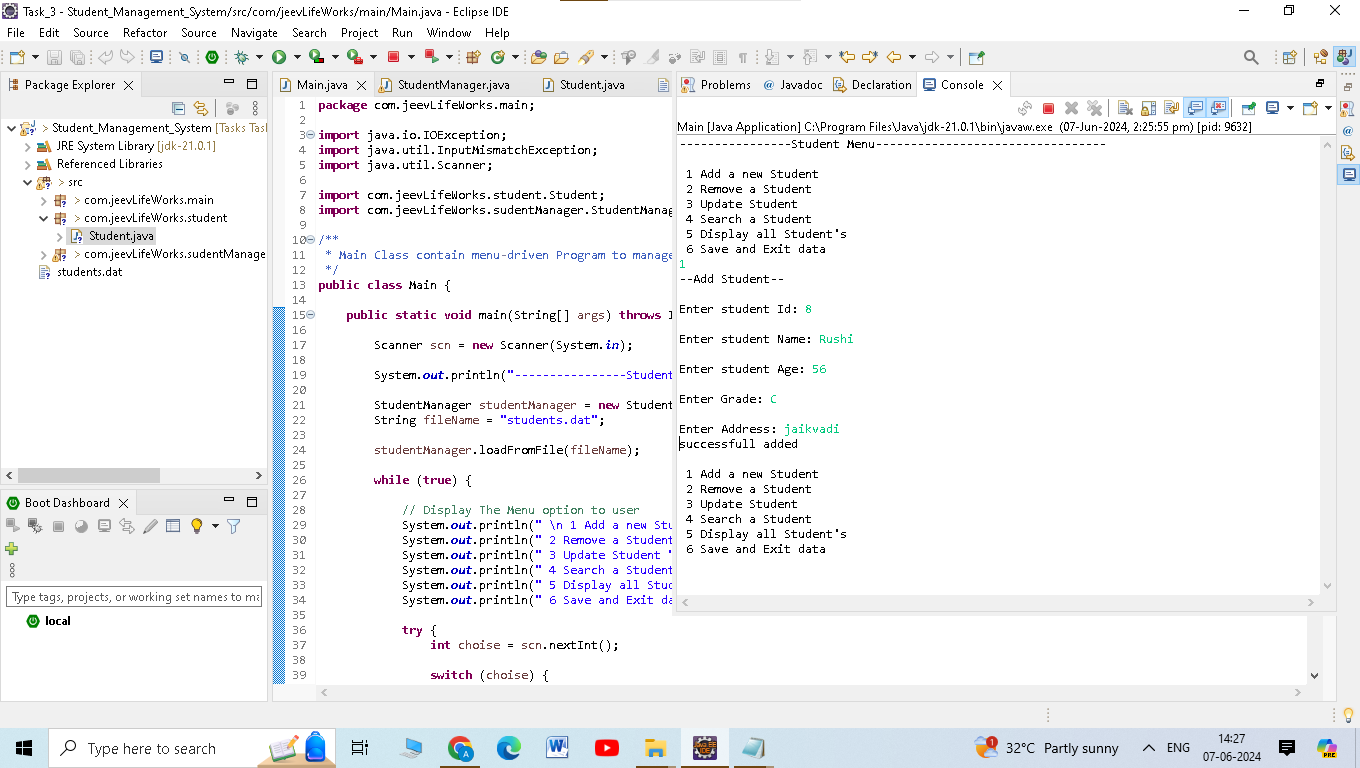 Task_3 - Student_Management_System/src/com/jeevLifeWorks/main/Main.java - Eclipse IDE
File Edit Source Refactor Source Navigate Search Project Run Window Help
Package Explorer
> Student_Management_System [Tasks Tas
JRE System Library [jdk-21.0.1]
Referenced Libraries
> src
> com.jeevLifeWorks.main
> com.jeevLifeWorks.student
Student.java
> com.jeevLifeWorks.sudentManage
students.dat
Boot Dashboard
Type tags, projects, or working set names to ma
local
Main.java StudentManager.java Student.java
1 package com.jeevLifeWorks.main;
2
3 import java.io.IOException;
4 import java.util.InputMismatchException;
5 import java.util.Scanner;
6
7 import com.jeevLifeWorks.student.Student;
8 import com.jeevLifeWorks.sudentManager.StudentManag
9
10 /**
11 * Main Class contain menu-driven Program to manage
12 */
13 public class Main {
14
15 public static void main(String[] args) throws I
16
17 Scanner scn = new Scanner(System.in);
18
19 System.out.println("----------------Student
20
21 StudentManager studentManager = new Student
22 String fileName = "students.dat";
23
24 studentManager.loadFromFile(fileName);
25
26 while (true) {
27
28 // Display The Menu option to user
29 System.out.println(" \n 1 Add a new Stu
30 System.out.println(" 2 Remove a Student
31 System.out.println(" 3 Update Student "
32 System.out.println(" 4 Search a Student
33 System.out.println(" 5 Display all Stud
34 System.out.println(" 6 Save and Exit da
35
36 try {
37 int choise = scn.nextInt();
38
39 switch (choise) {
Problems Javadoc Declaration Console
Main [Java Application] C:\Program Files\Java\jdk-21.0.1\bin\javaw.exe (07-Jun-2024, 2:25:55 pm) [pid: 9632]
----------------Student Menu---------------------------------
1 Add a new Student
2 Remove a Student
3 Update Student
4 Search a Student
5 Display all Student's
6 Save and Exit data
1
--Add Student--
Enter student Id: 8
Enter student Name: Rushi
Enter student Age: 56
Enter Grade: C
Enter Address: jaikvadi
successfull added
1 Add a new Student
2 Remove a Student
3 Update Student
4 Search a Student
5 Display all Student's
6 Save and Exit data
Type here to search
32°C Partly sunny
ENG
14:27
07-06-2024